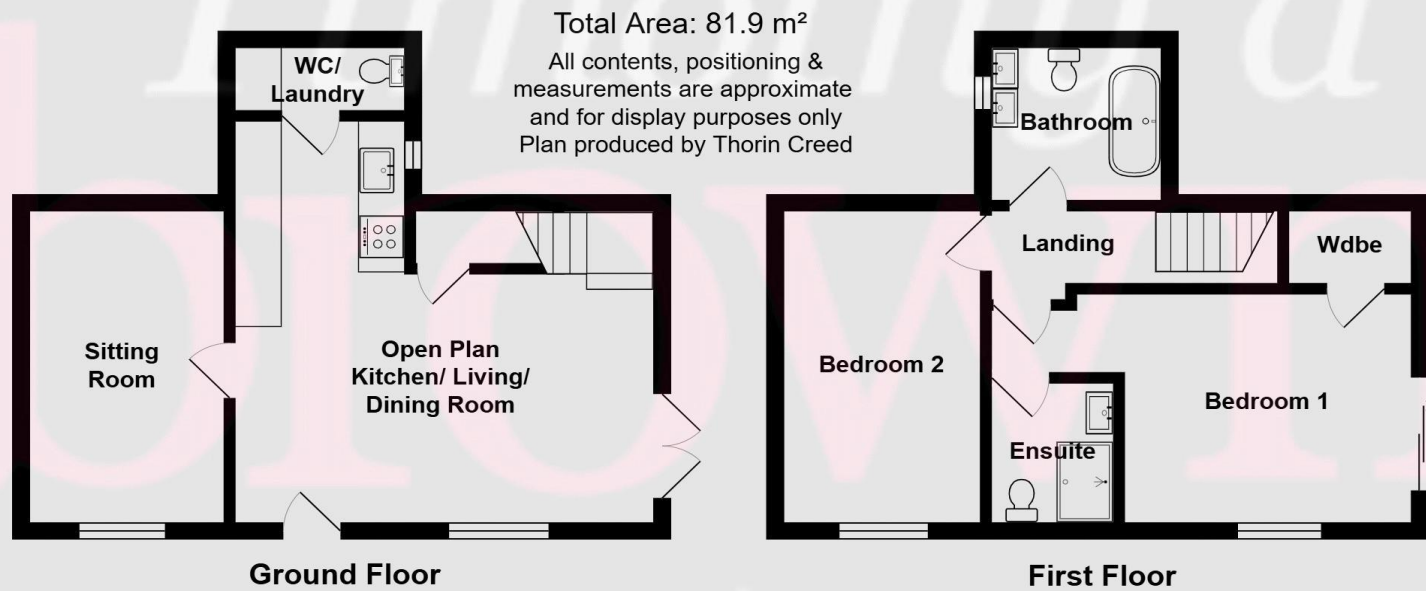 Total Area: 81.9 m²
All contents, positioning &
measurements are approximate
and for display purposes only
Plan produced by Thorin Creed
WC/
Laundry
Sitting
Room
Open Plan
Kitchen/ Living/
Dining Room
Ground Floor
Bathroom
Landing
Wdbe
Bedroom 2
Bedroom 1
Ensuite
First Floor
brown